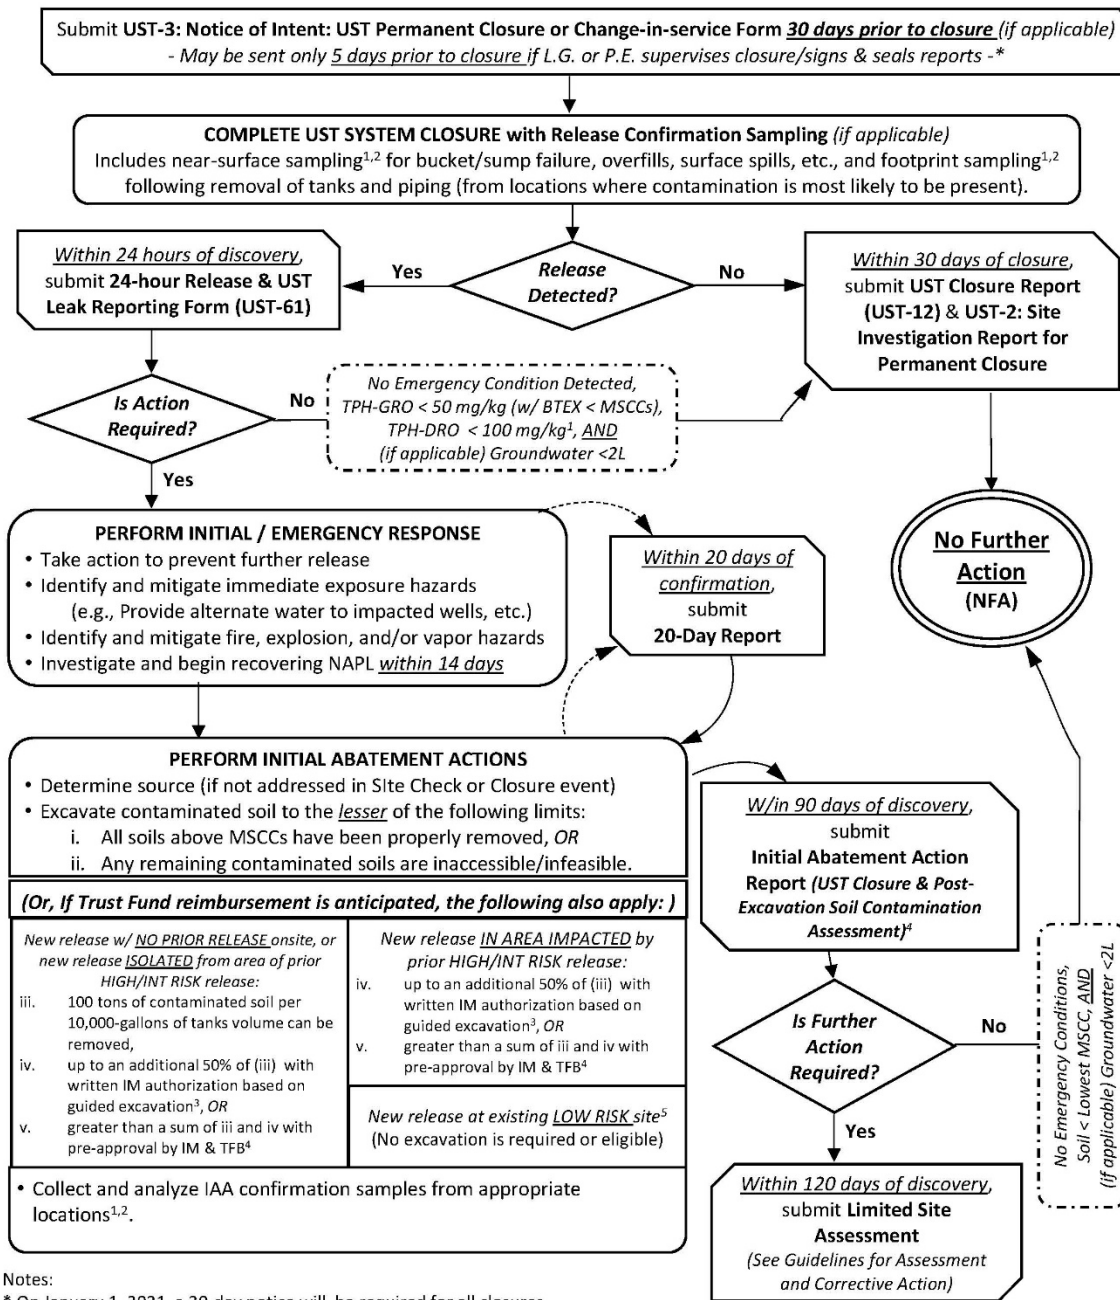 Submit UST-3: Notice of Intent: UST Permanent Closure or Change-in-service Form 30 days prior to closure (if applicable)
- May be sent only 5 days prior to closure if L.G. or P.E. supervises closure/signs & seals reports -*
COMPLETE UST SYSTEM CLOSURE with Release Confirmation Sampling (if applicable)
Includes near-surface sampling1,2 for bucket/sump failure, overfills, surface spills, etc., and footprint sampling1,2
following removal of tanks and piping (from locations where contamination is most likely to be present).
Within 24 hours of discovery,
submit 24-hour Release & UST
Leak Reporting Form (UST-61)
Yes
Release
Detected?
No
Within 30 days of closure,
submit UST Closure Report
(UST-12) & UST-2: Site
Investigation Report for
Permanent Closure
Is Action
Required?
No
No Emergency Condition Detected,
TPH-GRO < 50 mg/kg (w/ BTEX < MSCCs),
TPH-DRO < 100 mg/kg1, AND
(if applicable) Groundwater <2L
Yes
PERFORM INITIAL / EMERGENCY RESPONSE
• Take action to prevent further release
• Identify and mitigate immediate exposure hazards
(e.g., Provide alternate water to impacted wells, etc.)
• Identify and mitigate fire, explosion, and/or vapor hazards
• Investigate and begin recovering NAPL within 14 days
Within 20 days of
confirmation,
submit
20-Day Report
No Further
Action
(NFA)
PERFORM INITIAL ABATEMENT ACTIONS
• Determine source (if not addressed in SIte Check or Closure event)
• Excavate contaminated soil to the lesser of the following limits:
i. All soils above MSCCs have been properly removed, OR
ii. Any remaining contaminated soils are inaccessible/infeasible.
(Or, If Trust Fund reimbursement is anticipated, the following also apply: )
New release w/ NO PRIOR RELEASE onsite, or
new release ISOLATED from area of prior
HIGH/INT RISK release:
iii. 100 tons of contaminated soil per
10,000-gallons of tanks volume can be
removed,
iv. up to an additional 50% of (iii) with
written IM authorization based on
guided excavation3, OR
v. greater than a sum of iii and iv with
pre-approval by IM & TFB4
New release IN AREA IMPACTED by
prior HIGH/INT RISK release:
iv. up to an additional 50% of (iii) with
written IM authorization based on
guided excavation3, OR
v. greater than a sum of iii and iv with
pre-approval by IM & TFB4
New release at existing LOW RISK site5
(No excavation is required or eligible)
• Collect and analyze IAA confirmation samples from appropriate
locations1,2.
W/in 90 days of discovery,
submit
Initial Abatement Action
Report (UST Closure & Post-
Excavation Soil Contamination
Assessment)4
Is Further
Action
Required?
No
No Emergency Conditions,
Soil < Lowest MSCC, AND
(if applicable) Groundwater <2L
Yes
Within 120 days of discovery,
submit Limited Site
Assessment
(See Guidelines for Assessment
and Corrective Action)
Notes: